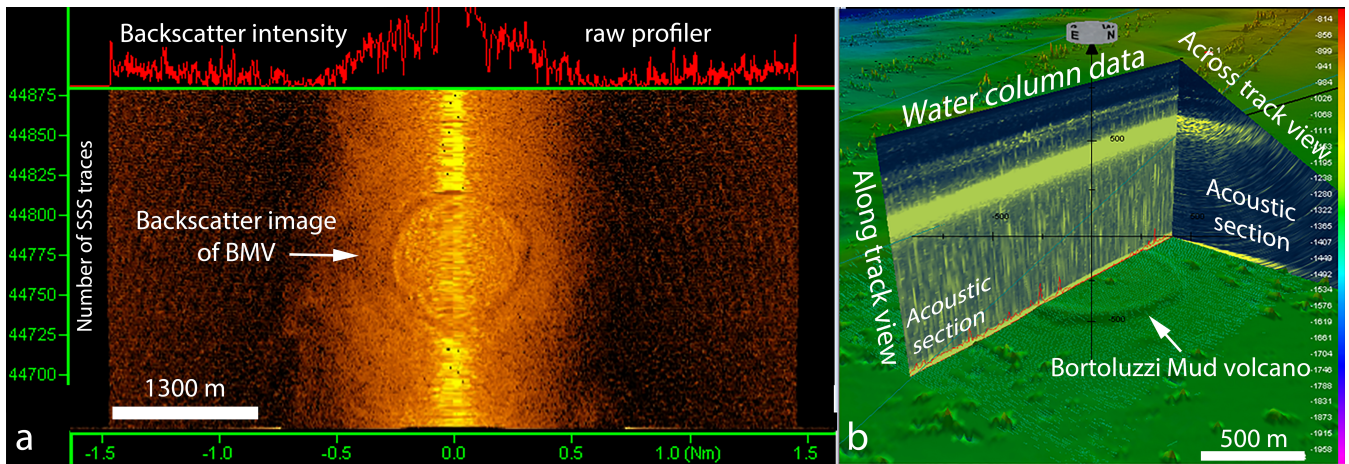 Backscatter intensity
raw profiler
44875
44850
44825
44800
44775
44750
44725
44700
Number of SSS traces
Backscatter image
of BMV
1300 m
a
-1.5
-1.0
-0.5
0.0
0.5
1.0 (Nm)
1.5
W
E N
Water column data
Across track view
Along track view
500
-500
-500
Acoustic
section
Acoustic
section
Bortoluzzi Mud volcano
500 m
b
-814
-856
-899
-941
-984
-1026
-1068
-1111
-1153
-1195
-1238
-1280
-1322
-1365
-1407
-1449
-1492
-1534
-1576
-1619
-1661
-1704
-1746
-1788
-1831
-1873
-1915
-1958